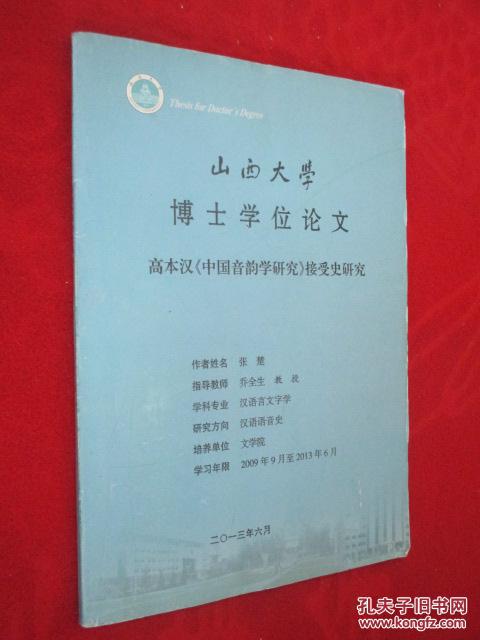 Thesis for Doctor's Degree
山西大學
博士学位论文
高本汉《中国音韵学研究》接受史研究
作者姓名 张楚
指导教师 乔全生 教授
学科专业 汉语言文字学
研究方向 汉语语音史
培养单位 文学院
学习年限 2009年9月至2013年6月
二〇一三年六月
孔夫子旧书网
www.kongfz.com